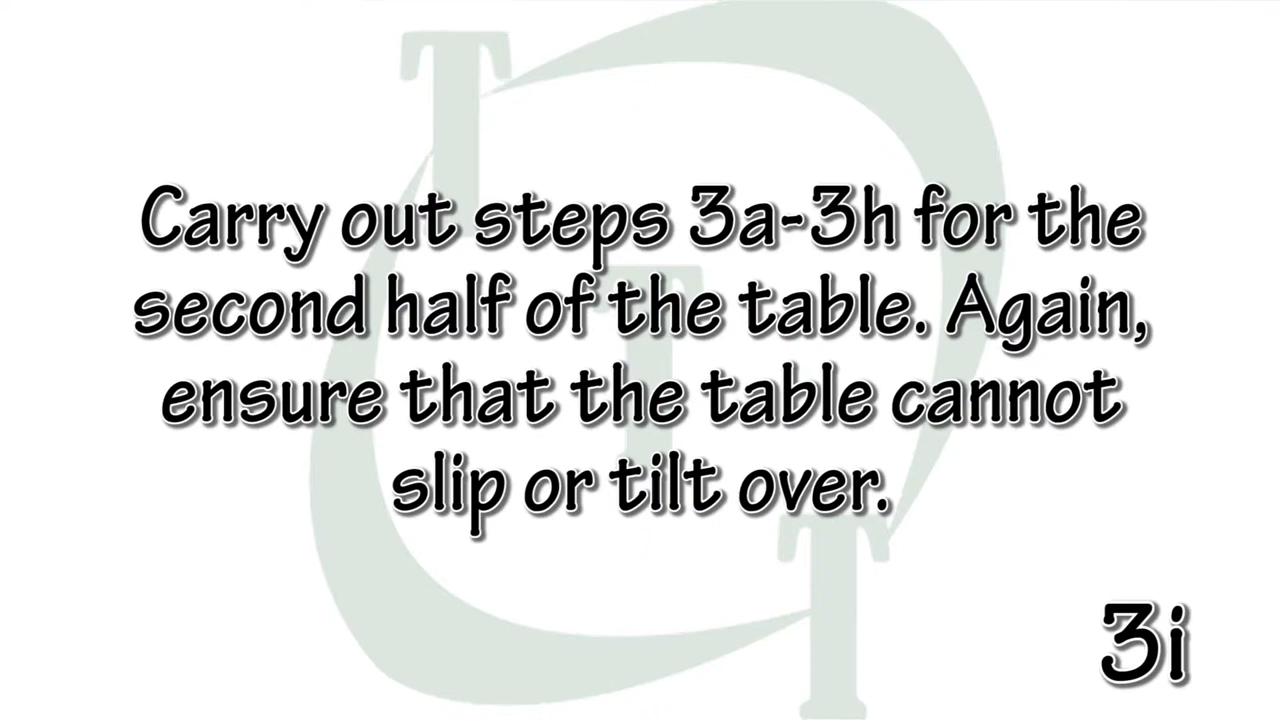 Carry out steps 3a-3h for the
second half of the table. Again,
ensure that the table cannot
slip or tilt over.
3i
T
T
T